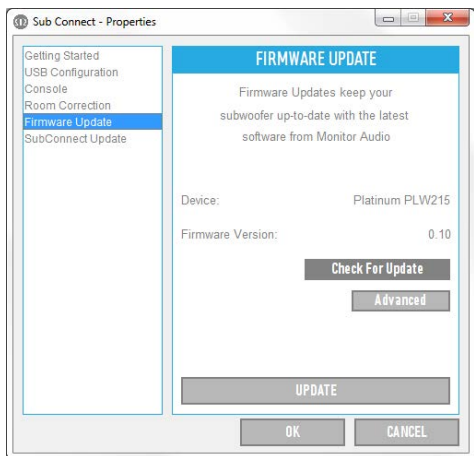 Sub Connect - Properties
Getting Started
USB Configuration
Console
Room Correction
Firmware Update
SubConnect Update
FIRMWARE UPDATE
Firmware Updates keep your
subwoofer up-to-date with the latest
software from Monitor Audio
Device: Platinum PLW215
Firmware Version: 0.10
Check For Update
Advanced
UPDATE
OK CANCEL